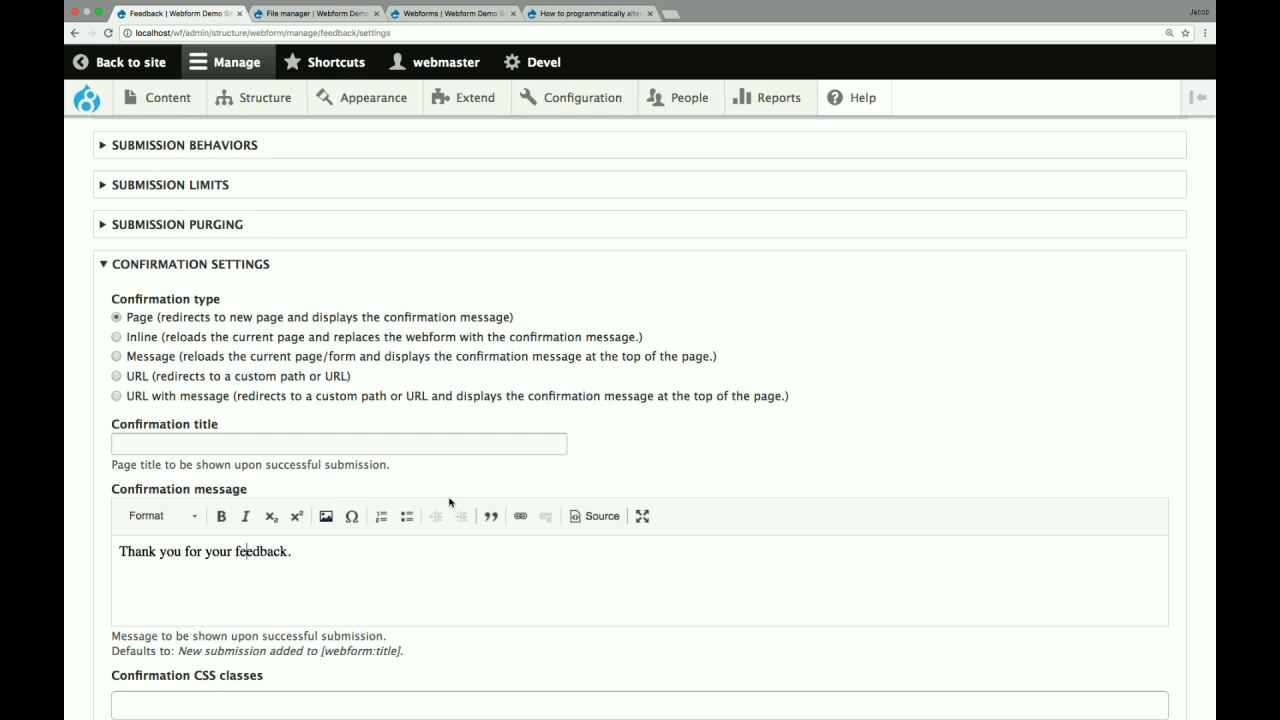 Feedback | Webform Demo Si
File manager | Webform Demo
Webforms | Webform Demo Si
How to programmatically alter
Jacob
localhost/wf/admin/structure/webform/manage/feedback/settings
Back to site Manage Shortcuts webmaster Devel
Content Structure Appearance Extend Configuration People Reports Help
SUBMISSION BEHAVIORS
SUBMISSION LIMITS
SUBMISSION PURGING
CONFIRMATION SETTINGS
Confirmation type
Page (redirects to new page and displays the confirmation message)
Inline (reloads the current page and replaces the webform with the confirmation message.)
Message (reloads the current page/form and displays the confirmation message at the top of the page.)
URL (redirects to a custom path or URL)
URL with message (redirects to a custom path or URL and displays the confirmation message at the top of the page.)
Confirmation title
Page title to be shown upon successful submission.
Confirmation message
Format B I x₂ x² Ω Source
Thank you for your feedback.
Message to be shown upon successful submission.
Defaults to: New submission added to [webform:title].
Confirmation CSS classes